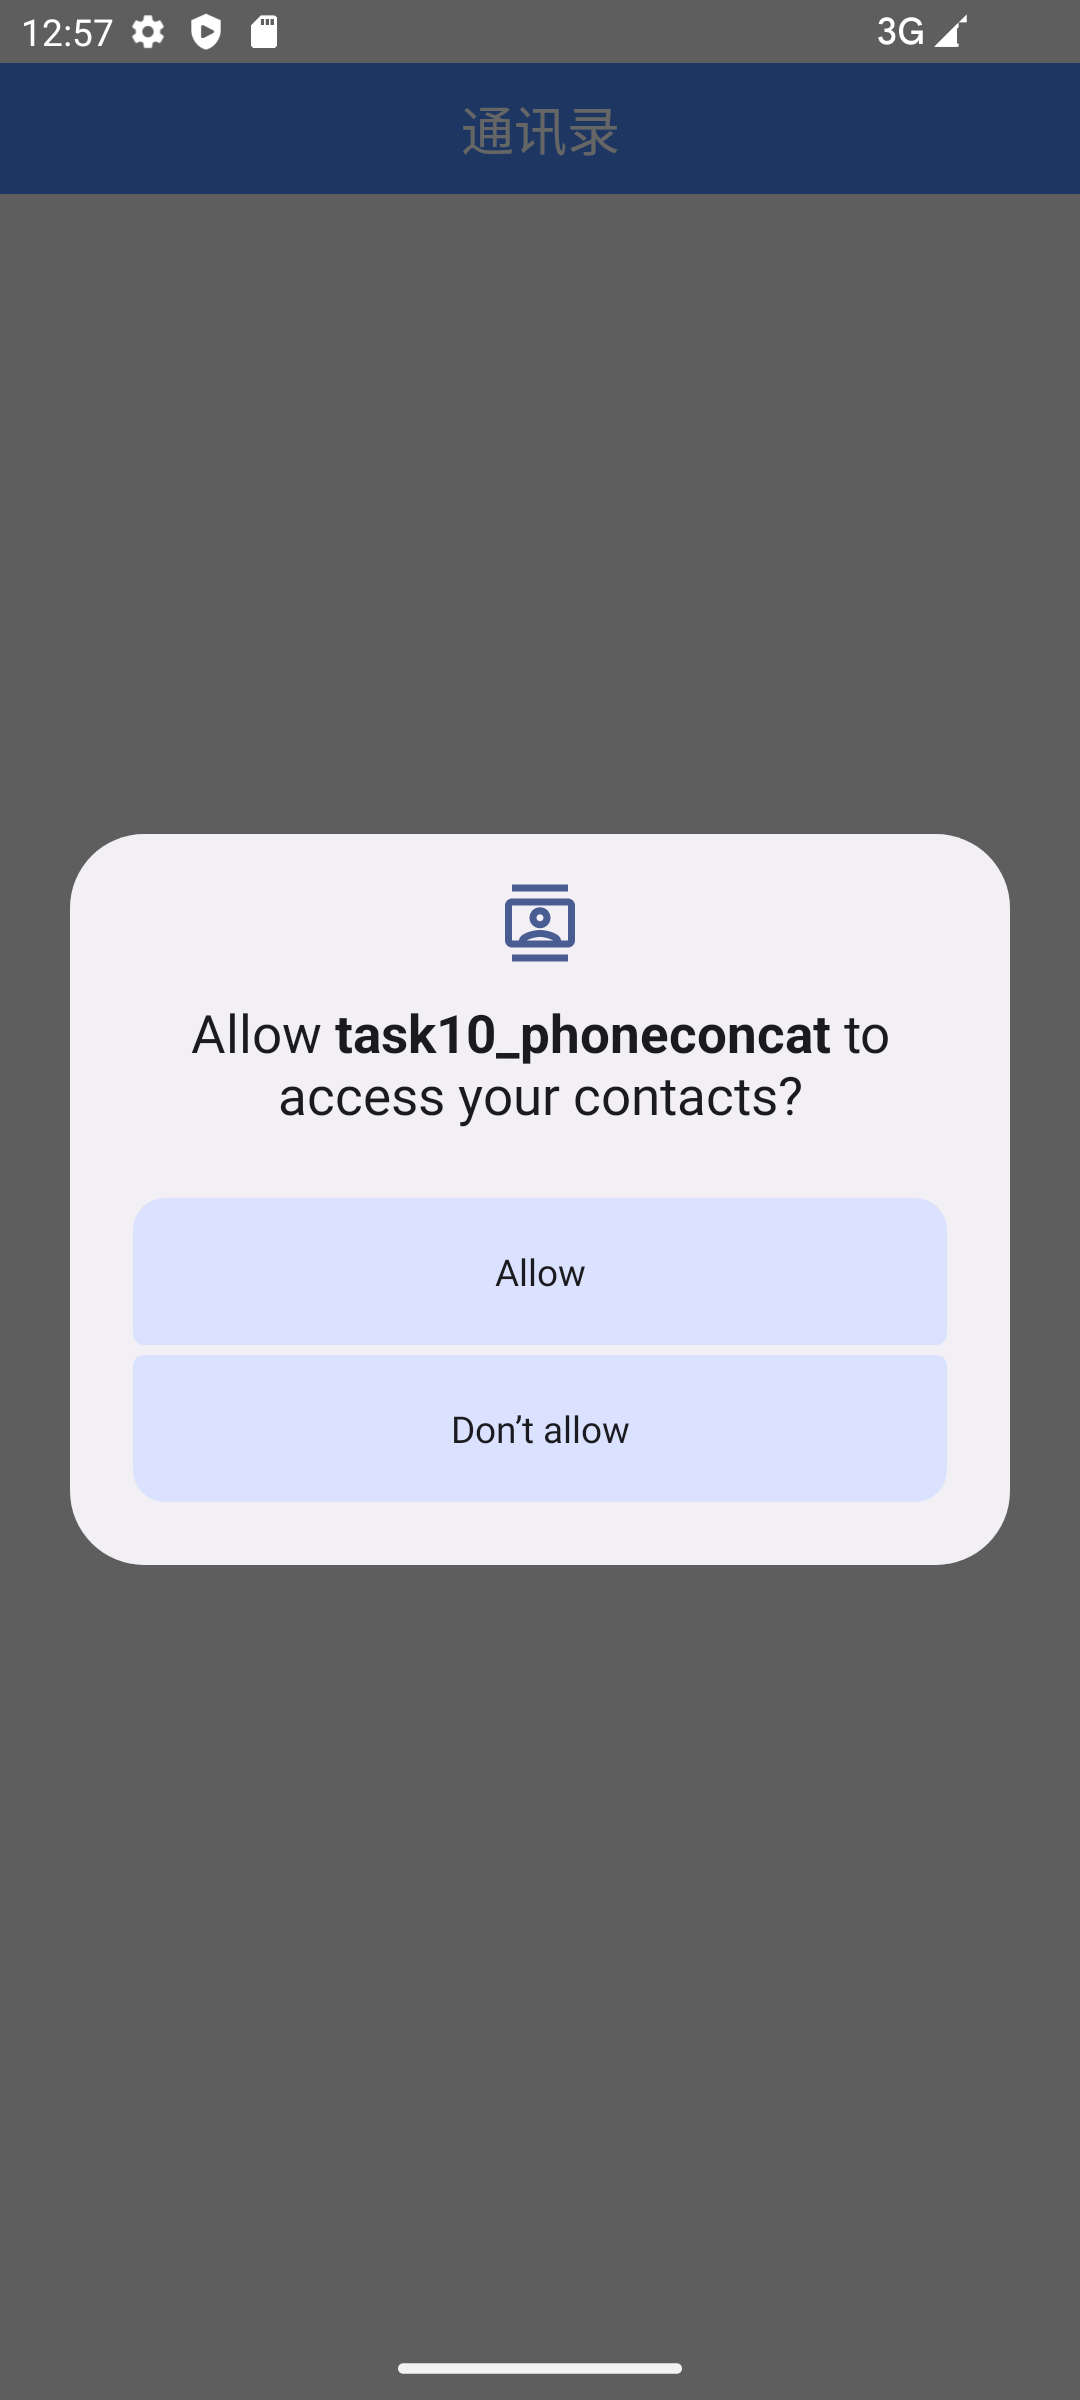 12:57
3G
通讯录
Allow task10_phoneconcat to
access your contacts?
Allow
Don’t allow